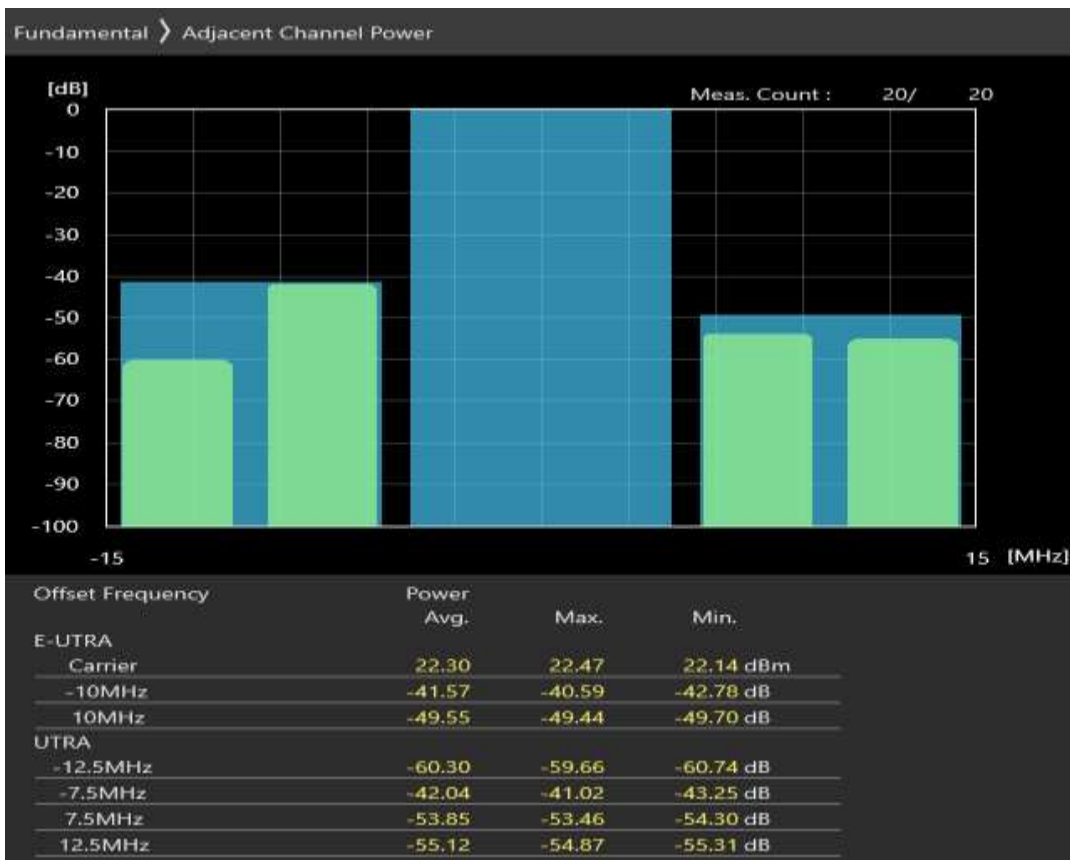 Fundamental ❯ Adjacent Channel Power
[dB]
Meas. Count : 20/ 20
0
-10
-20
-30
-40
-50
-60
-70
-80
-90
-100
-15 15 [MHz]
Offset Frequency Power
Avg. Max. Min.
E-UTRA
Carrier 22.30 22.47 22.14 dBm
-10MHz -41.57 -40.59 -42.78 dB
10MHz -49.55 -49.44 -49.70 dB
UTRA
-12.5MHz -60.30 -59.66 -60.74 dB
-7.5MHz -42.04 -41.02 -43.25 dB
7.5MHz -53.85 -53.46 -54.30 dB
12.5MHz -55.12 -54.87 -55.31 dB